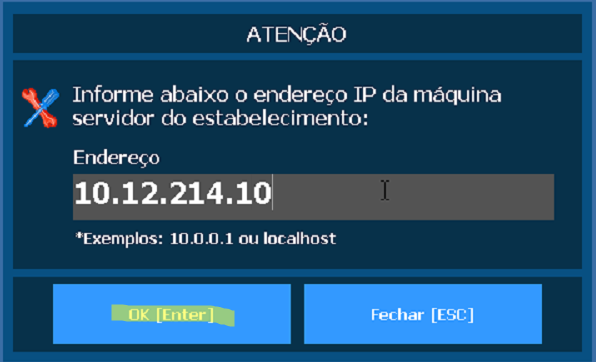 ATENÇÃO
Informe abaixo o endereço IP da máquina
servidor do estabelecimento:
Endereço
10.12.214.10
*Exemplos: 10.0.0.1 ou localhost
OK [Enter]
Fechar [ESC]